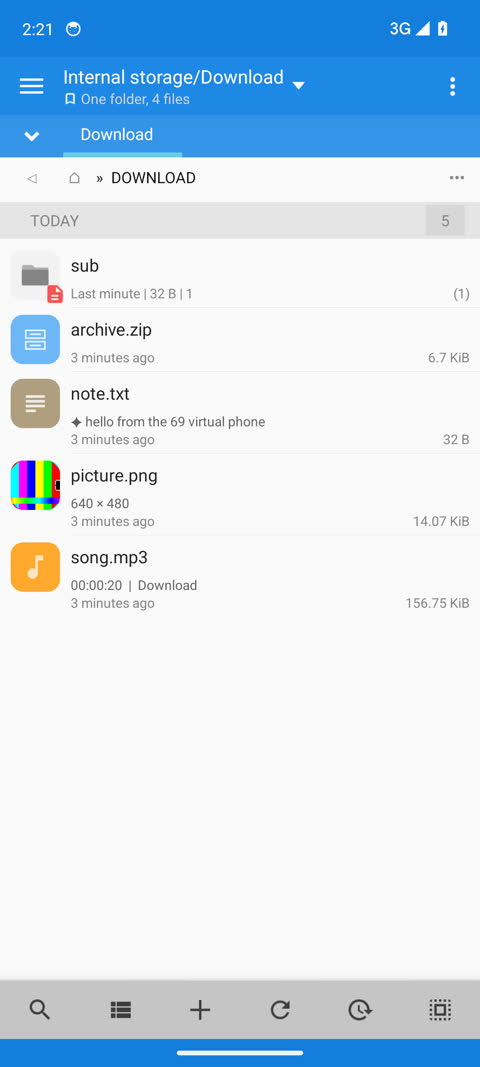 2:21
3G
Internal storage/Download
One folder, 4 files
Download
» DOWNLOAD
TODAY
5
sub
Last minute | 32 B | 1
(1)
archive.zip
3 minutes ago
6.7 KiB
note.txt
hello from the 69 virtual phone
3 minutes ago
32 B
picture.png
640 × 480
3 minutes ago
14.07 KiB
song.mp3
00:00:20 | Download
3 minutes ago
156.75 KiB